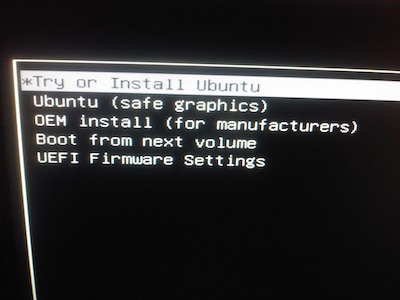 *Try or Install Ubuntu
Ubuntu (safe graphics)
OEM install (for manufacturers)
Boot from next volume
UEFI Firmware Settings